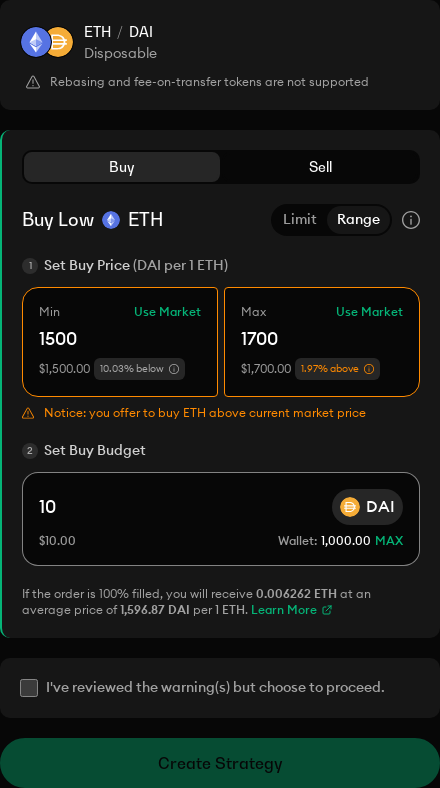 ETH / DAI
Disposable
Rebasing and fee-on-transfer tokens are not supported
Buy Sell
Buy Low ETH Limit Range
1 Set Buy Price (DAI per 1 ETH)
Min Use Market Max Use Market
1500 1700
$1,500.00 10.03% below $1,700.00 1.97% above
Notice: you offer to buy ETH above current market price
2 Set Buy Budget
10 DAI
$10.00 Wallet: 1,000.00 MAX
If the order is 100% filled, you will receive 0.006262 ETH at an
average price of 1,596.87 DAI per 1 ETH. Learn More
I've reviewed the warning(s) but choose to proceed.
Create Strategy